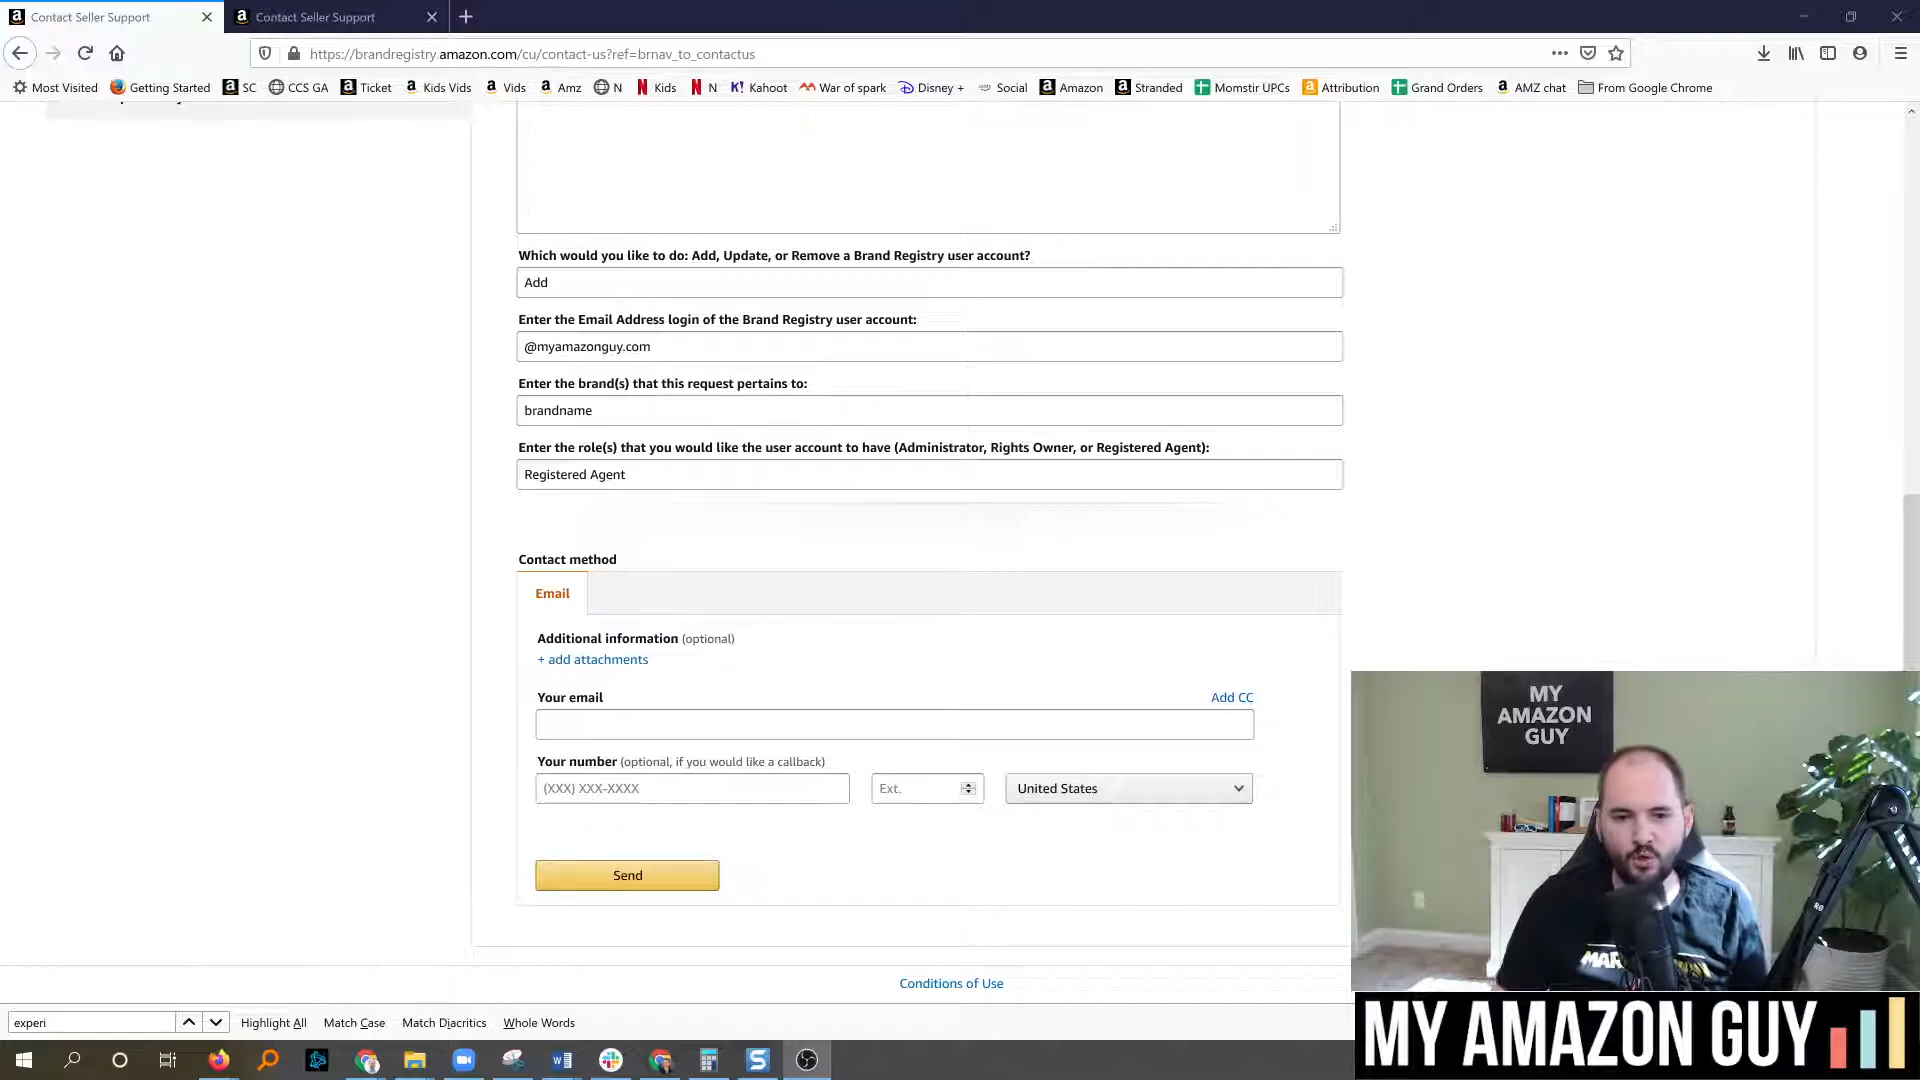 Contact Seller Support
Contact Seller Support
https://brandregistry.amazon.com/cu/contact-us?ref=brnav_to_contactus
Most Visited Getting Started SC CCS GA Ticket Kids Vids Vids Amz N Kids N Kahoot War of spark Disney + Social Amazon Stranded Momstir UPCs Attribution Grand Orders AMZ chat From Google Chrome
Which would you like to do: Add, Update, or Remove a Brand Registry user account?
Add
Enter the Email Address login of the Brand Registry user account:
@myamazonguy.com
Enter the brand(s) that this request pertains to:
brandname
Enter the role(s) that you would like the user account to have (Administrator, Rights Owner, or Registered Agent):
Registered Agent
Contact method
Email
Additional information (optional)
+ add attachments
Your email Add CC
Your number (optional, if you would like a callback)
(XXX) XXX-XXXX Ext. United States
Send
Conditions of Use
experi Highlight All Match Case Match Diacritics Whole Words
MY
AMAZON
GUY
MY AMAZON GUY